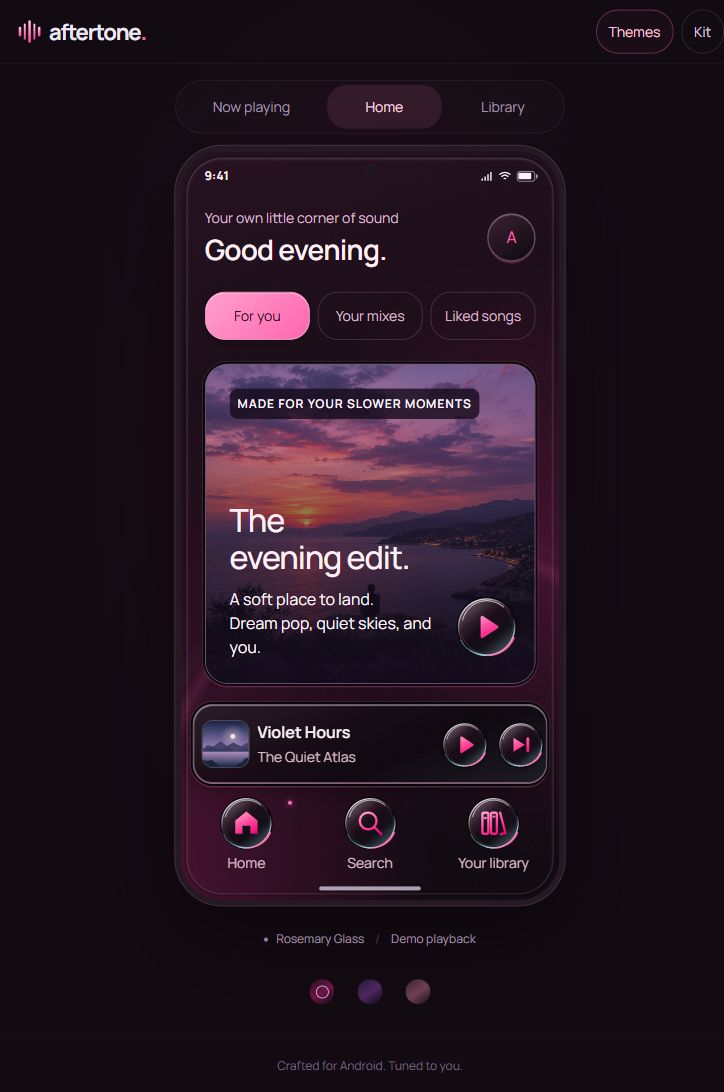 aftertone.
Themes
Kit
Now playing
Home
Library
9:41
Your own little corner of sound
Good evening.
A
For you
Your mixes
Liked songs
MADE FOR YOUR SLOWER MOMENTS
The
evening edit.
A soft place to land.
Dream pop, quiet skies, and
you.
Violet Hours
The Quiet Atlas
Home
Search
Your library
Rosemary Glass / Demo playback
Crafted for Android. Tuned to you.